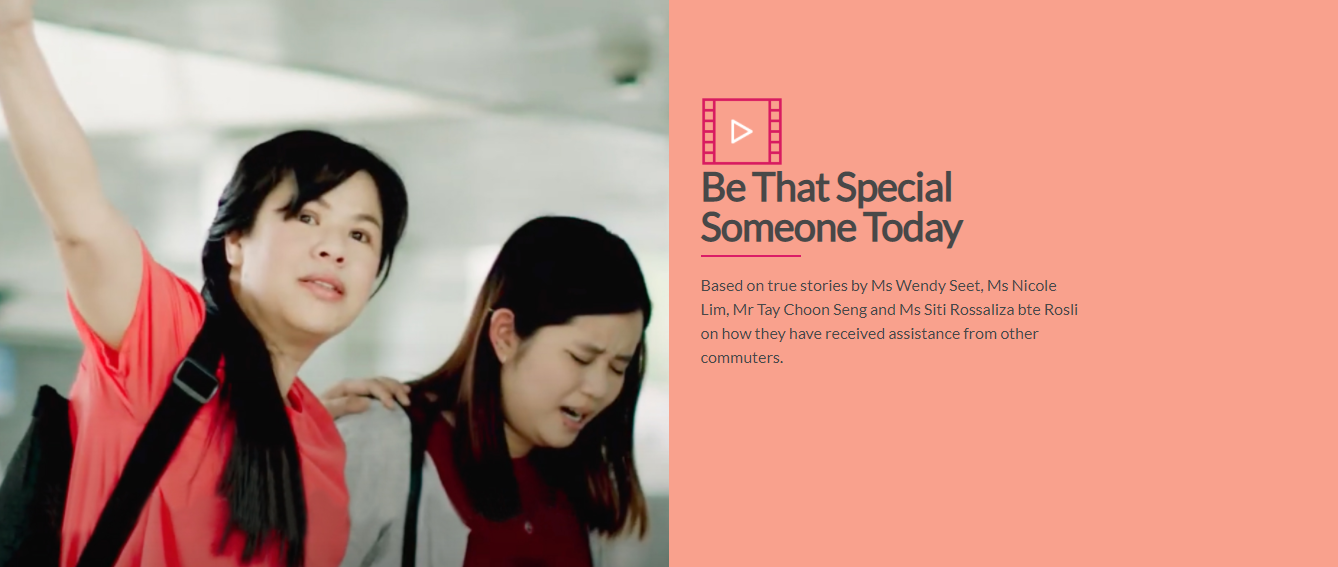 Be That Special
Someone Today
Based on true stories by Ms Wendy Seet, Ms Nicole
Lim, Mr Tay Choon Seng and Ms Siti Rossaliza bte Rosli
on how they have received assistance from other
commuters.